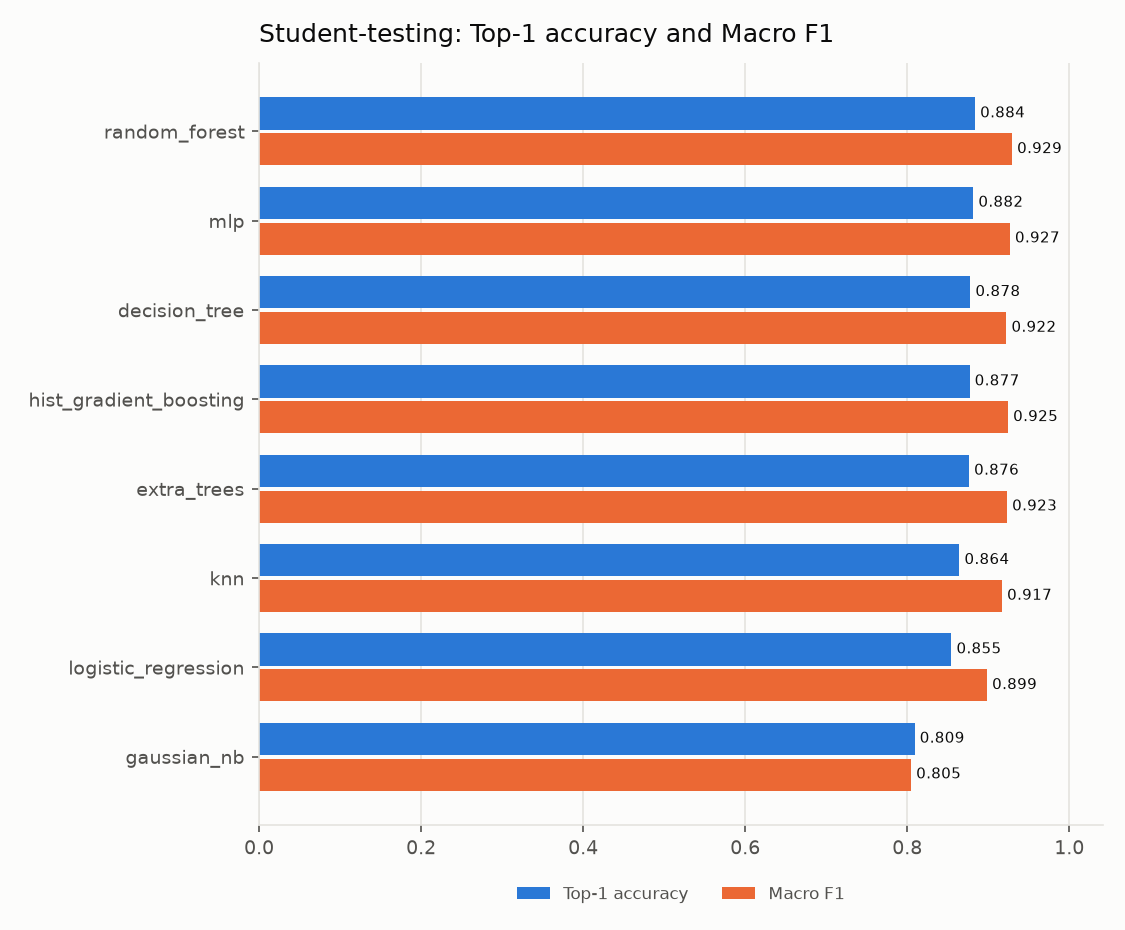 Student-testing: Top-1 accuracy and Macro F1
random_forest
0.884
0.929
mlp
0.882
0.927
decision_tree
0.878
0.922
hist_gradient_boosting
0.877
0.925
extra_trees
0.876
0.923
knn
0.864
0.917
logistic_regression
0.855
0.899
gaussian_nb
0.809
0.805
0.0 0.2 0.4 0.6 0.8 1.0
Top-1 accuracy Macro F1